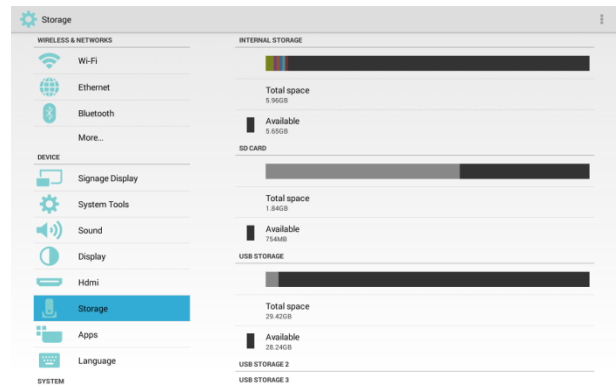 Storage
WIRELESS & NETWORKS
Wi-Fi
Ethernet
Bluetooth
More...
DEVICE
Signage Display
System Tools
Sound
Display
Hdmi
Storage
Apps
Language
SYSTEM
INTERNAL STORAGE
Total space
5.96GB
Available
5.65GB
SD CARD
Total space
1.84GB
Available
754MB
USB STORAGE
Total space
29.42GB
Available
28.24GB
USB STORAGE 2
USB STORAGE 3